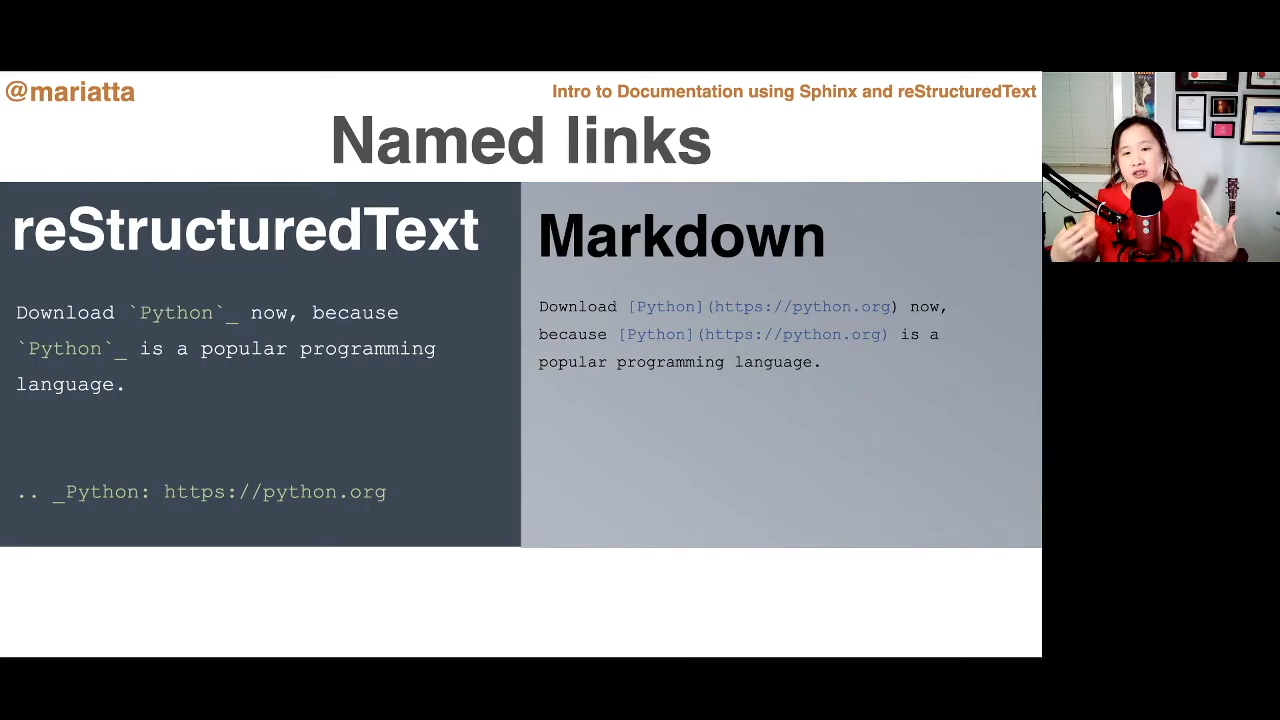 @mariatta
Intro to Documentation using Sphinx and reStructuredText
Named links
reStructuredText
Download `Python`_ now, because
`Python`_ is a popular programming
language.
.. _Python: https://python.org
Markdown
Download [Python](https://python.org) now,
because [Python](https://python.org) is a
popular programming language.